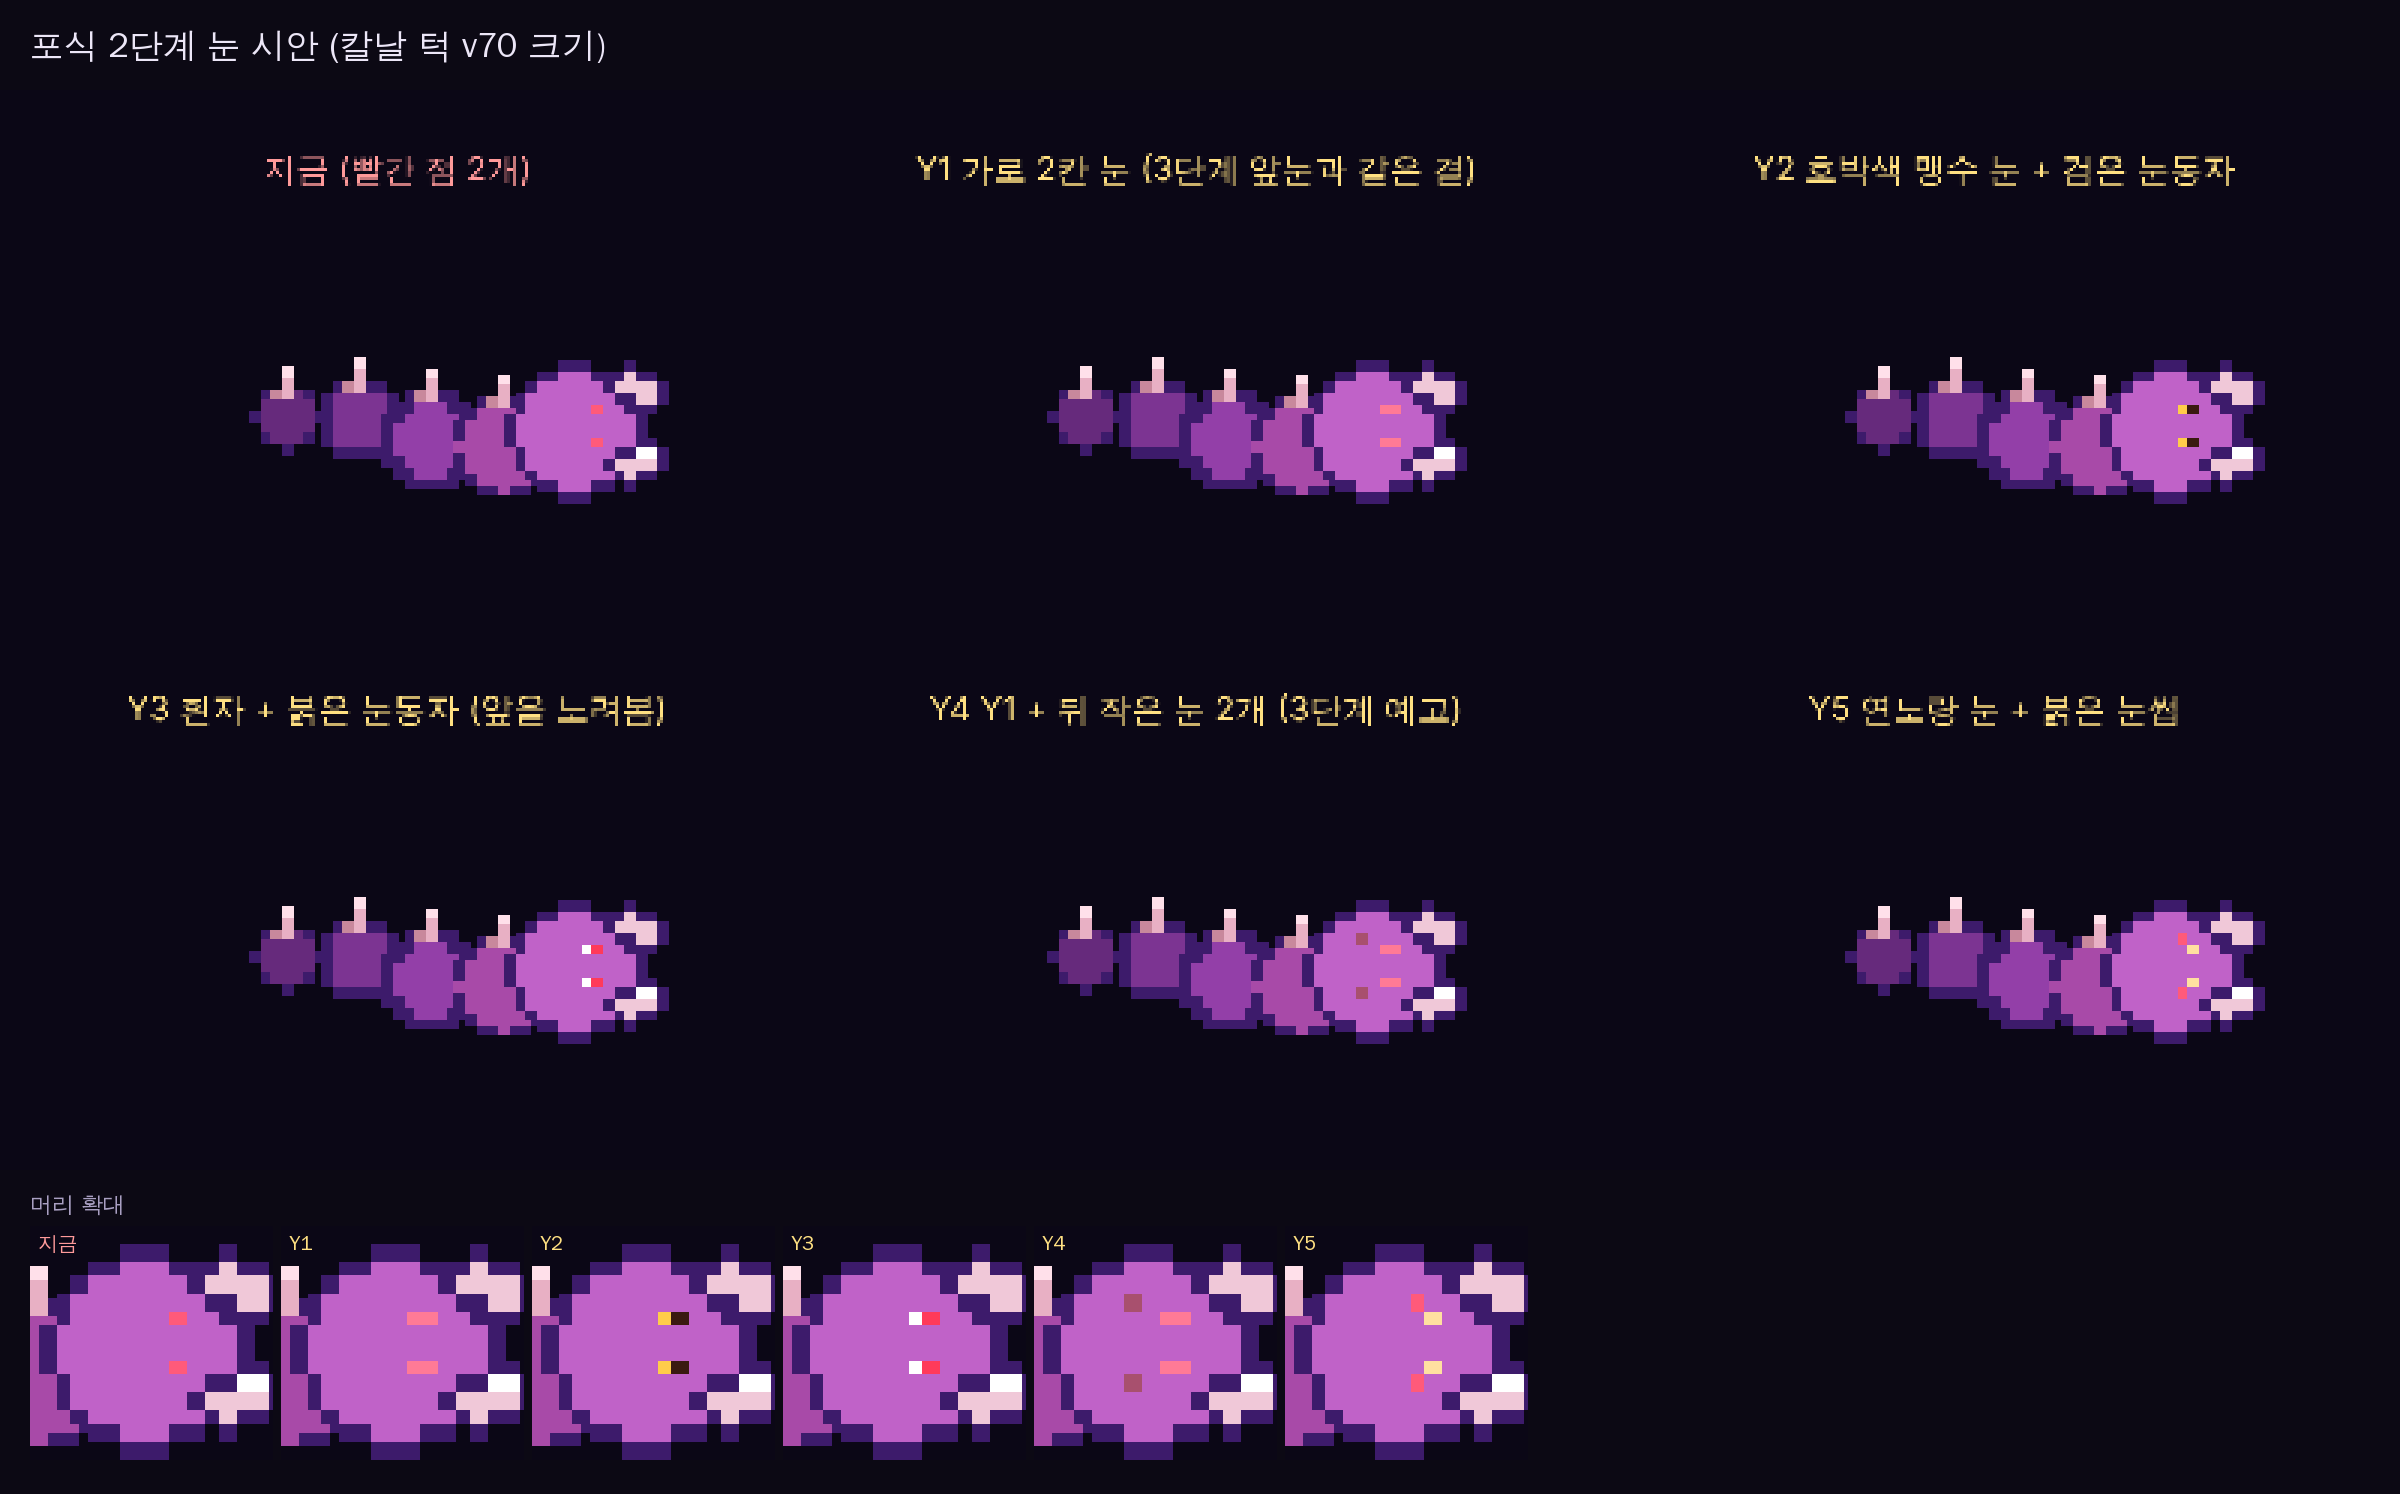 포식 2단계 눈 시안 (칼날 턱 v70 크기)
지금 (빨간 점 2개)
Y1 가로 2칸 눈 (3단계 앞눈과 같은 결)
Y2 호박색 맹수 눈 + 검은 눈동자
Y3 흰자 + 붉은 눈동자 (앞을 노려봄)
Y4 Y1 + 뒤 작은 눈 2개 (3단계 예고)
Y5 연노랑 눈 + 붉은 눈썹
머리 확대
지금
Y1
Y2
Y3
Y4
Y5